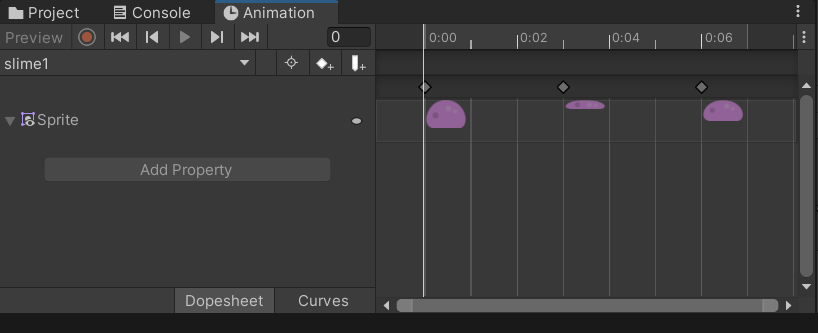 Project Console Animation
Preview 0 0:00 0:02 0:04 0:06
slime1
Sprite
Add Property
Dopesheet Curves